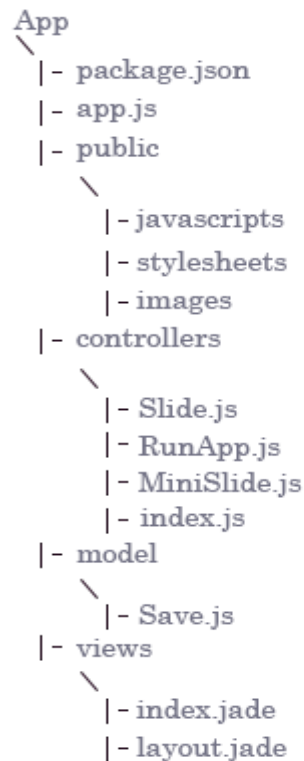 App
\
|- package.json
|- app.js
|- public
\
|- javascripts
|- stylesheets
|- images
|- controllers
\
|- Slide.js
|- RunApp.js
|- MiniSlide.js
|- index.js
|- model
\
|- Save.js
|- views
\
|- index.jade
|- layout.jade